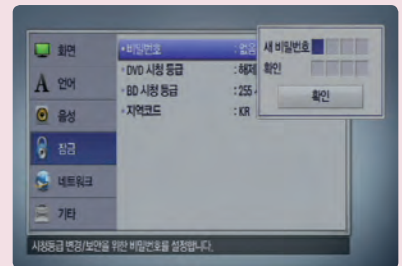 화면
언어
음성
잠금
네트워크
기타
• 비밀번호 : 없음
• DVD 시청 등급 : 해제
• BD 시청 등급 : 255
• 지역코드 : KR
새 비밀번호
확인
확인
시청등급 변경/보안을 위한 비밀번호를 설정합니다.